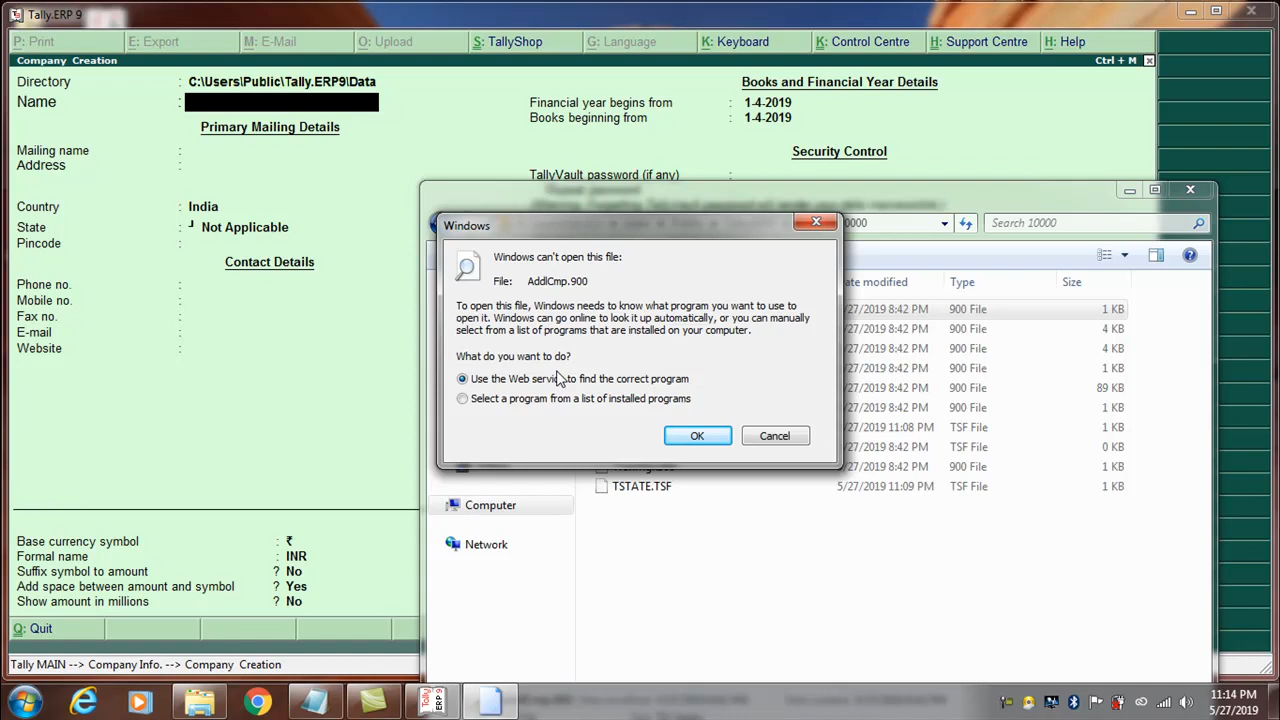 Tally.ERP 9
P: Print E: Export M: E-Mail O: Upload S: TallyShop G: Language K: Keyboard K: Control Centre H: Support Centre H: Help
Company Creation Ctrl + M
Directory : C:\Users\Public\Tally.ERP9\Data
Name :
Primary Mailing Details
Mailing name :
Address :
Country : India
State : Not Applicable
Pincode :
Contact Details
Phone no. :
Mobile no. :
Fax no. :
E-mail :
Website :
Books and Financial Year Details
Financial year begins from : 1-4-2019
Books beginning from : 1-4-2019
Security Control
TallyVault password (if any) :
Base currency symbol : ₹
Formal name : INR
Suffix symbol to amount ? No
Add space between amount and symbol ? Yes
Show amount in millions ? No
Q: Quit
Tally MAIN --> Company Info. --> Company Creation
0000 Search 10000
ate modified Type Size
5/27/2019 8:42 PM 900 File 1 KB
5/27/2019 8:42 PM 900 File 4 KB
5/27/2019 8:42 PM 900 File 4 KB
5/27/2019 8:42 PM 900 File 89 KB
5/27/2019 8:42 PM 900 File 1 KB
5/27/2019 11:08 PM TSF File 1 KB
5/27/2019 8:42 PM TSF File 0 KB
5/27/2019 8:42 PM 900 File 1 KB
TSTATE.TSF 5/27/2019 11:09 PM TSF File 1 KB
Computer
Network
Windows
Windows can't open this file:
File: AddlCmp.900
To open this file, Windows needs to know what program you want to use to
open it. Windows can go online to look it up automatically, or you can manually
select from a list of programs that are installed on your computer.
What do you want to do?
Use the Web service to find the correct program
Select a program from a list of installed programs
OK Cancel
Tally ERP 9
11:14 PM
5/27/2019